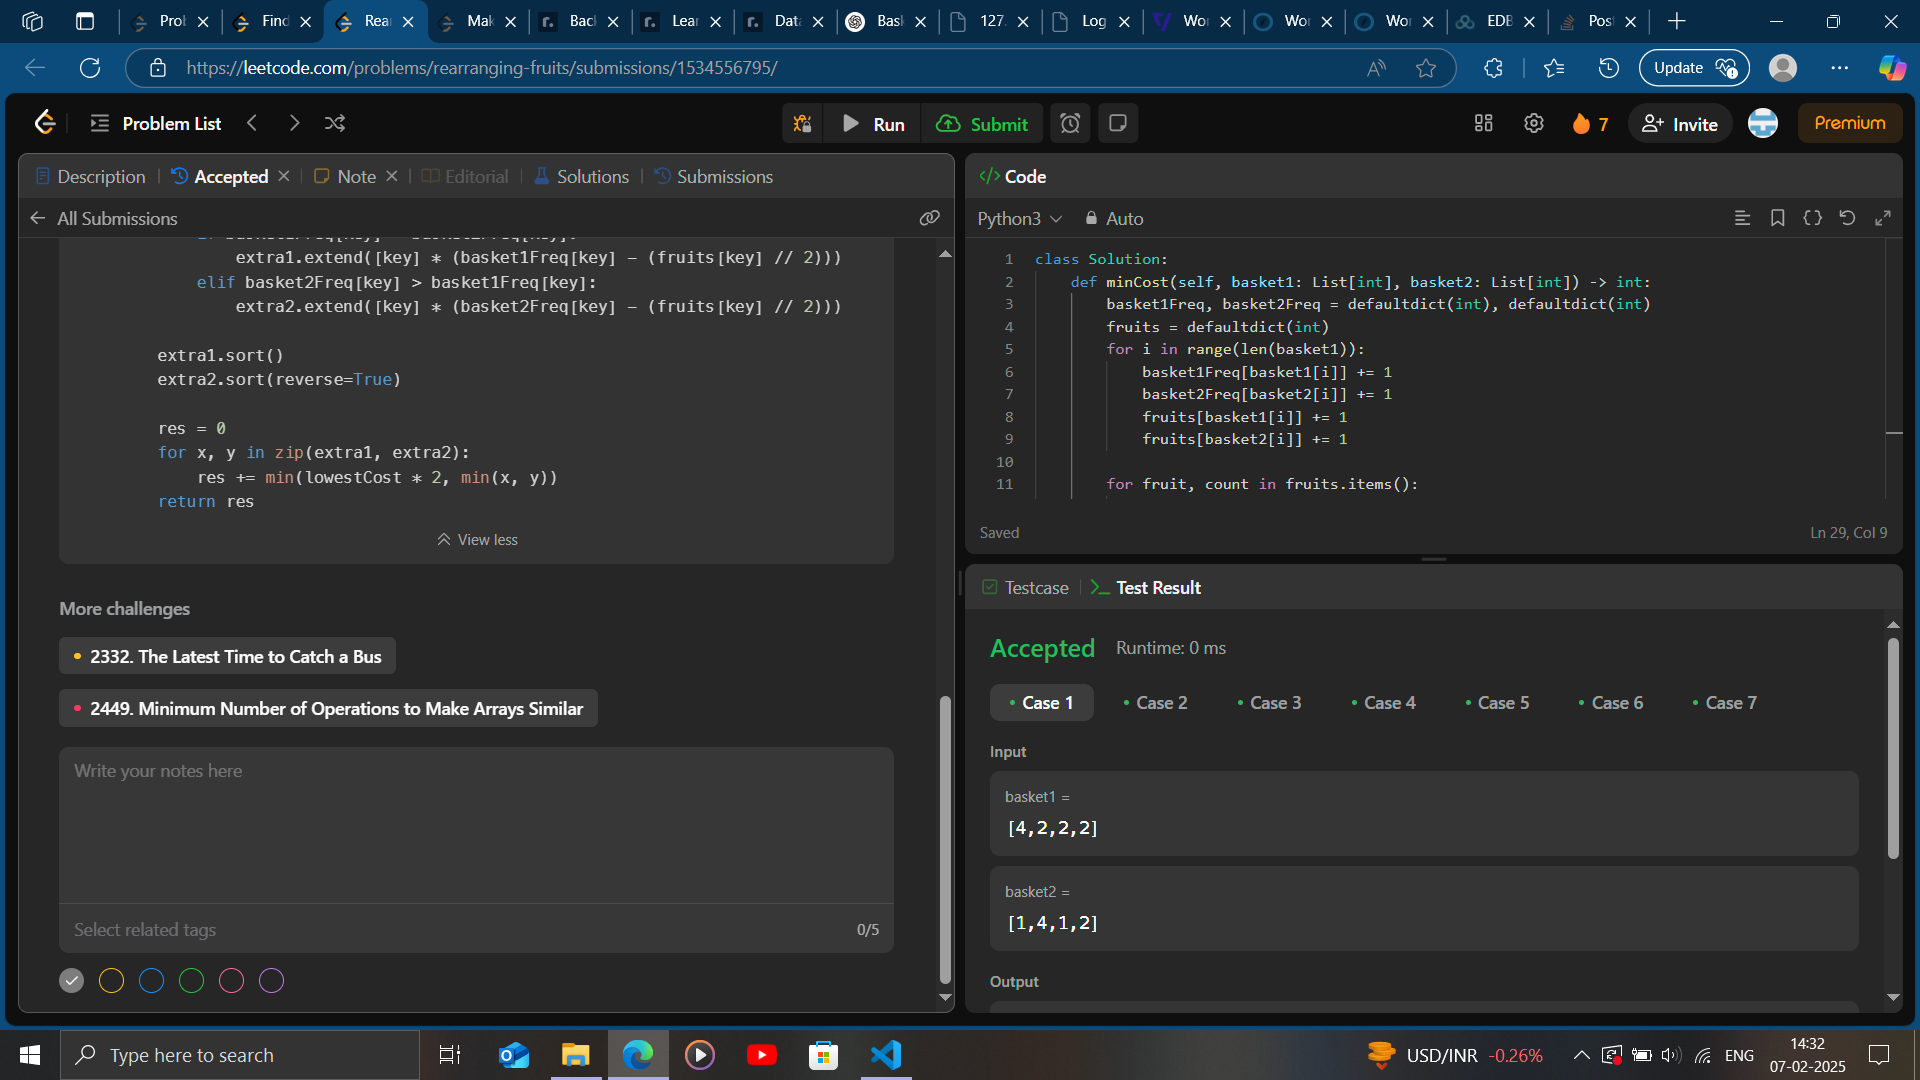 Prob
Find
Rear
Mak
Back
Lear
Data
Bask
127.
Log
Wor
Wor
Wor
EDB
Post
https://leetcode.com/problems/rearranging-fruits/submissions/1534556795/
Update
Problem List
Run
Submit
7
Invite
Premium
Description
Accepted
Note
Editorial
Solutions
Submissions
All Submissions
extra1.extend([key] * (basket1Freq[key] - (fruits[key] // 2)))
elif basket2Freq[key] > basket1Freq[key]:
extra2.extend([key] * (basket2Freq[key] - (fruits[key] // 2)))
extra1.sort()
extra2.sort(reverse=True)
res = 0
for x, y in zip(extra1, extra2):
res += min(lowestCost * 2, min(x, y))
return res
View less
More challenges
2332. The Latest Time to Catch a Bus
2449. Minimum Number of Operations to Make Arrays Similar
Write your notes here
Select related tags
0/5
</> Code
Python3
Auto
1 class Solution:
2 def minCost(self, basket1: List[int], basket2: List[int]) -> int:
3 basket1Freq, basket2Freq = defaultdict(int), defaultdict(int)
4 fruits = defaultdict(int)
5 for i in range(len(basket1)):
6 basket1Freq[basket1[i]] += 1
7 basket2Freq[basket2[i]] += 1
8 fruits[basket1[i]] += 1
9 fruits[basket2[i]] += 1
10
11 for fruit, count in fruits.items():
Saved
Ln 29, Col 9
Testcase
Test Result
Accepted
Runtime: 0 ms
Case 1
Case 2
Case 3
Case 4
Case 5
Case 6
Case 7
Input
basket1 =
[4,2,2,2]
basket2 =
[1,4,1,2]
Output
Type here to search
USD/INR -0.26%
ENG
14:32
07-02-2025